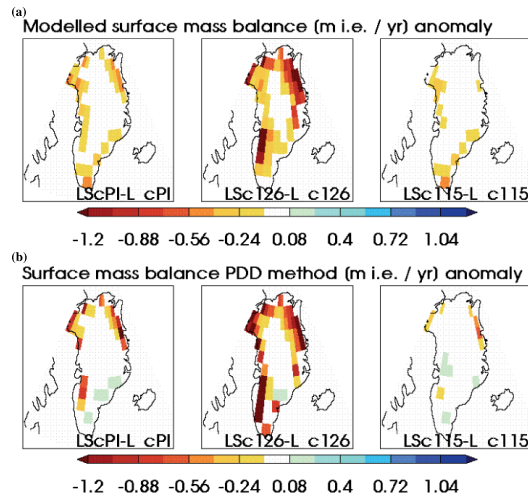 (a)
Modelled surface mass balance [m i.e. / yr] anomaly
LScPI-L cPI LSc126-L c126 LSc115-L c115
-1.2 -0.88 -0.56 -0.24 0.08 0.4 0.72 1.04
(b)
Surface mass balance PDD method [m i.e. / yr] anomaly
LScPI-L cPI LSc126-L c126 LSc115-L c115
-1.2 -0.88 -0.56 -0.24 0.08 0.4 0.72 1.04